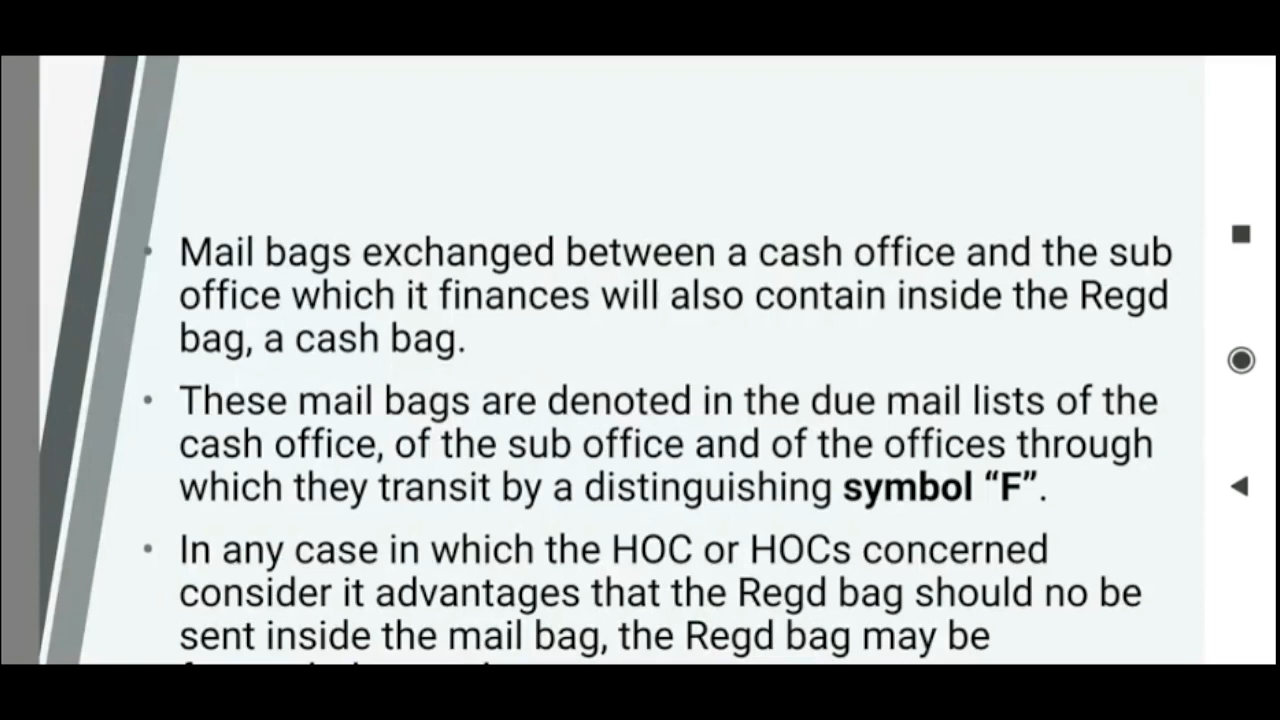 • Mail bags exchanged between a cash office and the sub
office which it finances will also contain inside the Regd
bag, a cash bag.
• These mail bags are denoted in the due mail lists of the
cash office, of the sub office and of the offices through
which they transit by a distinguishing symbol “F”.
• In any case in which the HOC or HOCs concerned
consider it advantages that the Regd bag should no be
sent inside the mail bag, the Regd bag may be